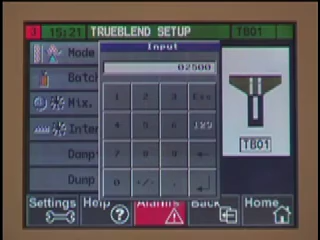 15:21 TRUEBLEND SETUP TB01
Input
Mode
02500
Batch
1 2 3 Esc
Mix.
4 5 6 123
Inter
7 8 9
TB01
Damp
0 +/- .
Dump
Settings Help Alarms Back Home